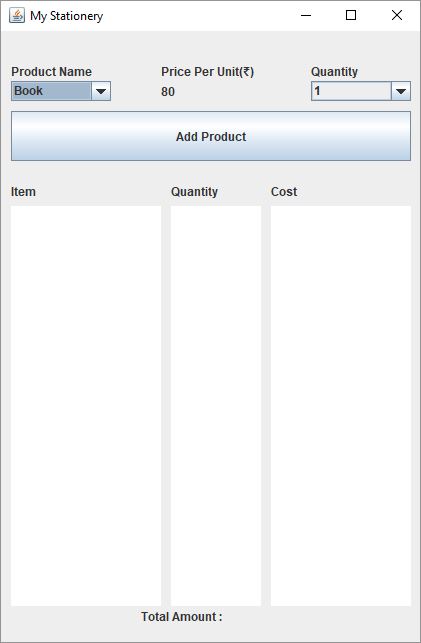 My Stationery
Product Name Price Per Unit(₹) Quantity
Book 80 1
Add Product
Item Quantity Cost
Total Amount :